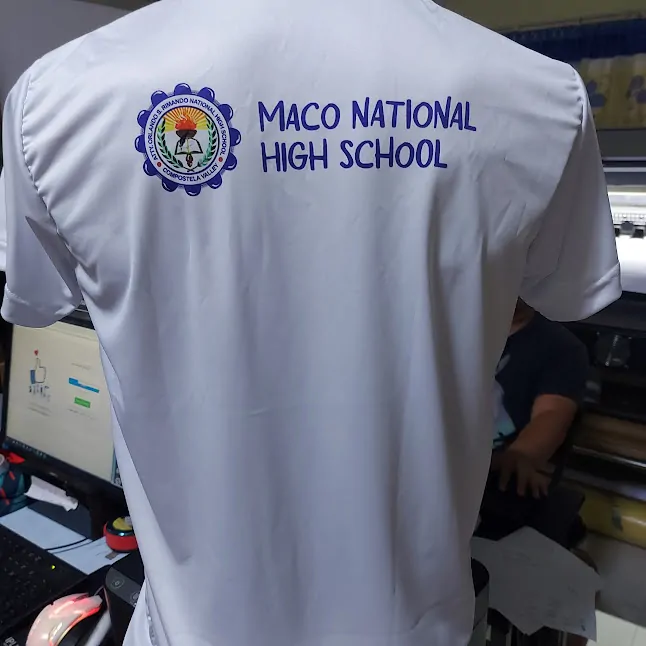 ATTY. ORLANDO S. RIMANDO NATIONAL HIGH SCHOOL
COMPOSTELA VALLEY
MACO NATIONAL
HIGH SCHOOL